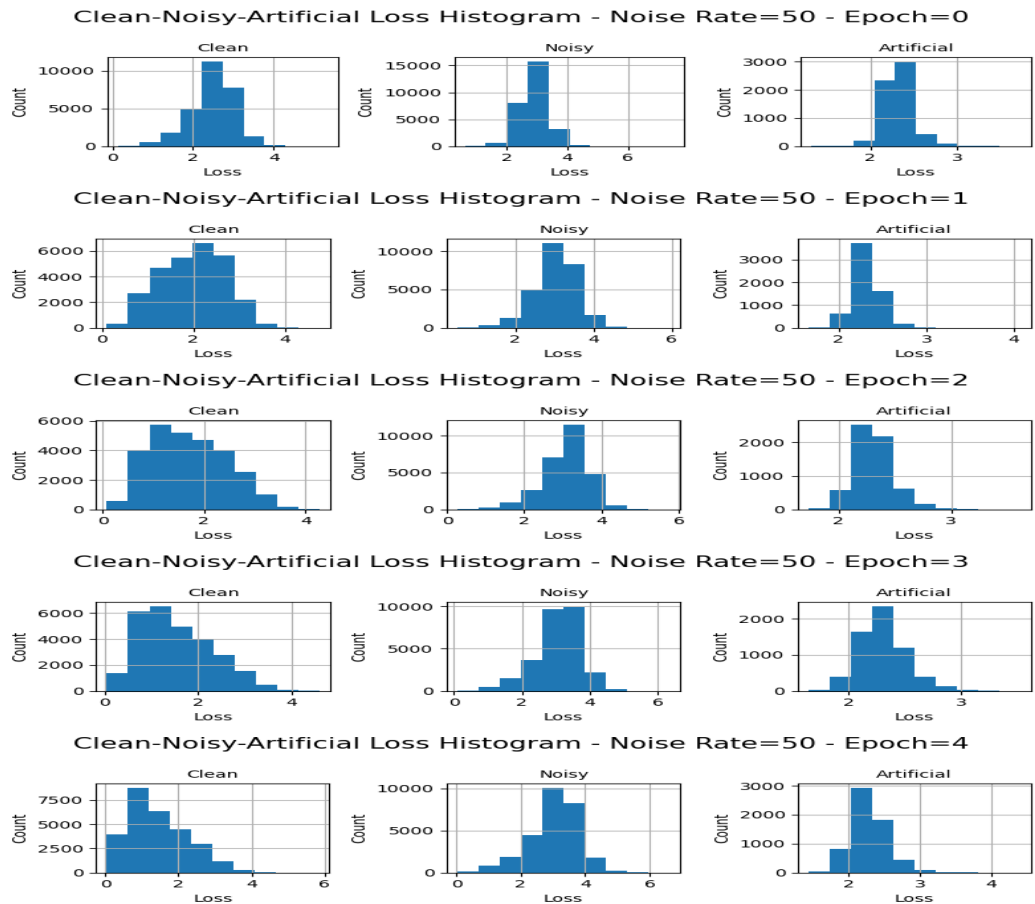 Clean-Noisy-Artificial Loss Histogram - Noise Rate=50 - Epoch=0
Clean Noisy Artificial
Count 10000 5000 0 Count 15000 10000 5000 0 Count 3000 2000 1000 0
0 2 4 2 4 6 2 3
Loss Loss Loss
Clean-Noisy-Artificial Loss Histogram - Noise Rate=50 - Epoch=1
Clean Noisy Artificial
Count 6000 4000 2000 0 Count 10000 5000 0 Count 3000 2000 1000 0
0 2 4 2 4 6 2 3 4
Loss Loss Loss
Clean-Noisy-Artificial Loss Histogram - Noise Rate=50 - Epoch=2
Clean Noisy Artificial
Count 6000 4000 2000 0 Count 10000 5000 0 Count 2000 1000 0
0 2 4 0 2 4 6 2 3
Loss Loss Loss
Clean-Noisy-Artificial Loss Histogram - Noise Rate=50 - Epoch=3
Clean Noisy Artificial
Count 6000 4000 2000 0 Count 10000 5000 0 Count 2000 1000 0
0 2 4 0 2 4 6 2 3
Loss Loss Loss
Clean-Noisy-Artificial Loss Histogram - Noise Rate=50 - Epoch=4
Clean Noisy Artificial
Count 7500 5000 2500 0 Count 10000 5000 0 Count 3000 2000 1000 0
0 2 4 6 0 2 4 6 2 3 4
Loss Loss Loss